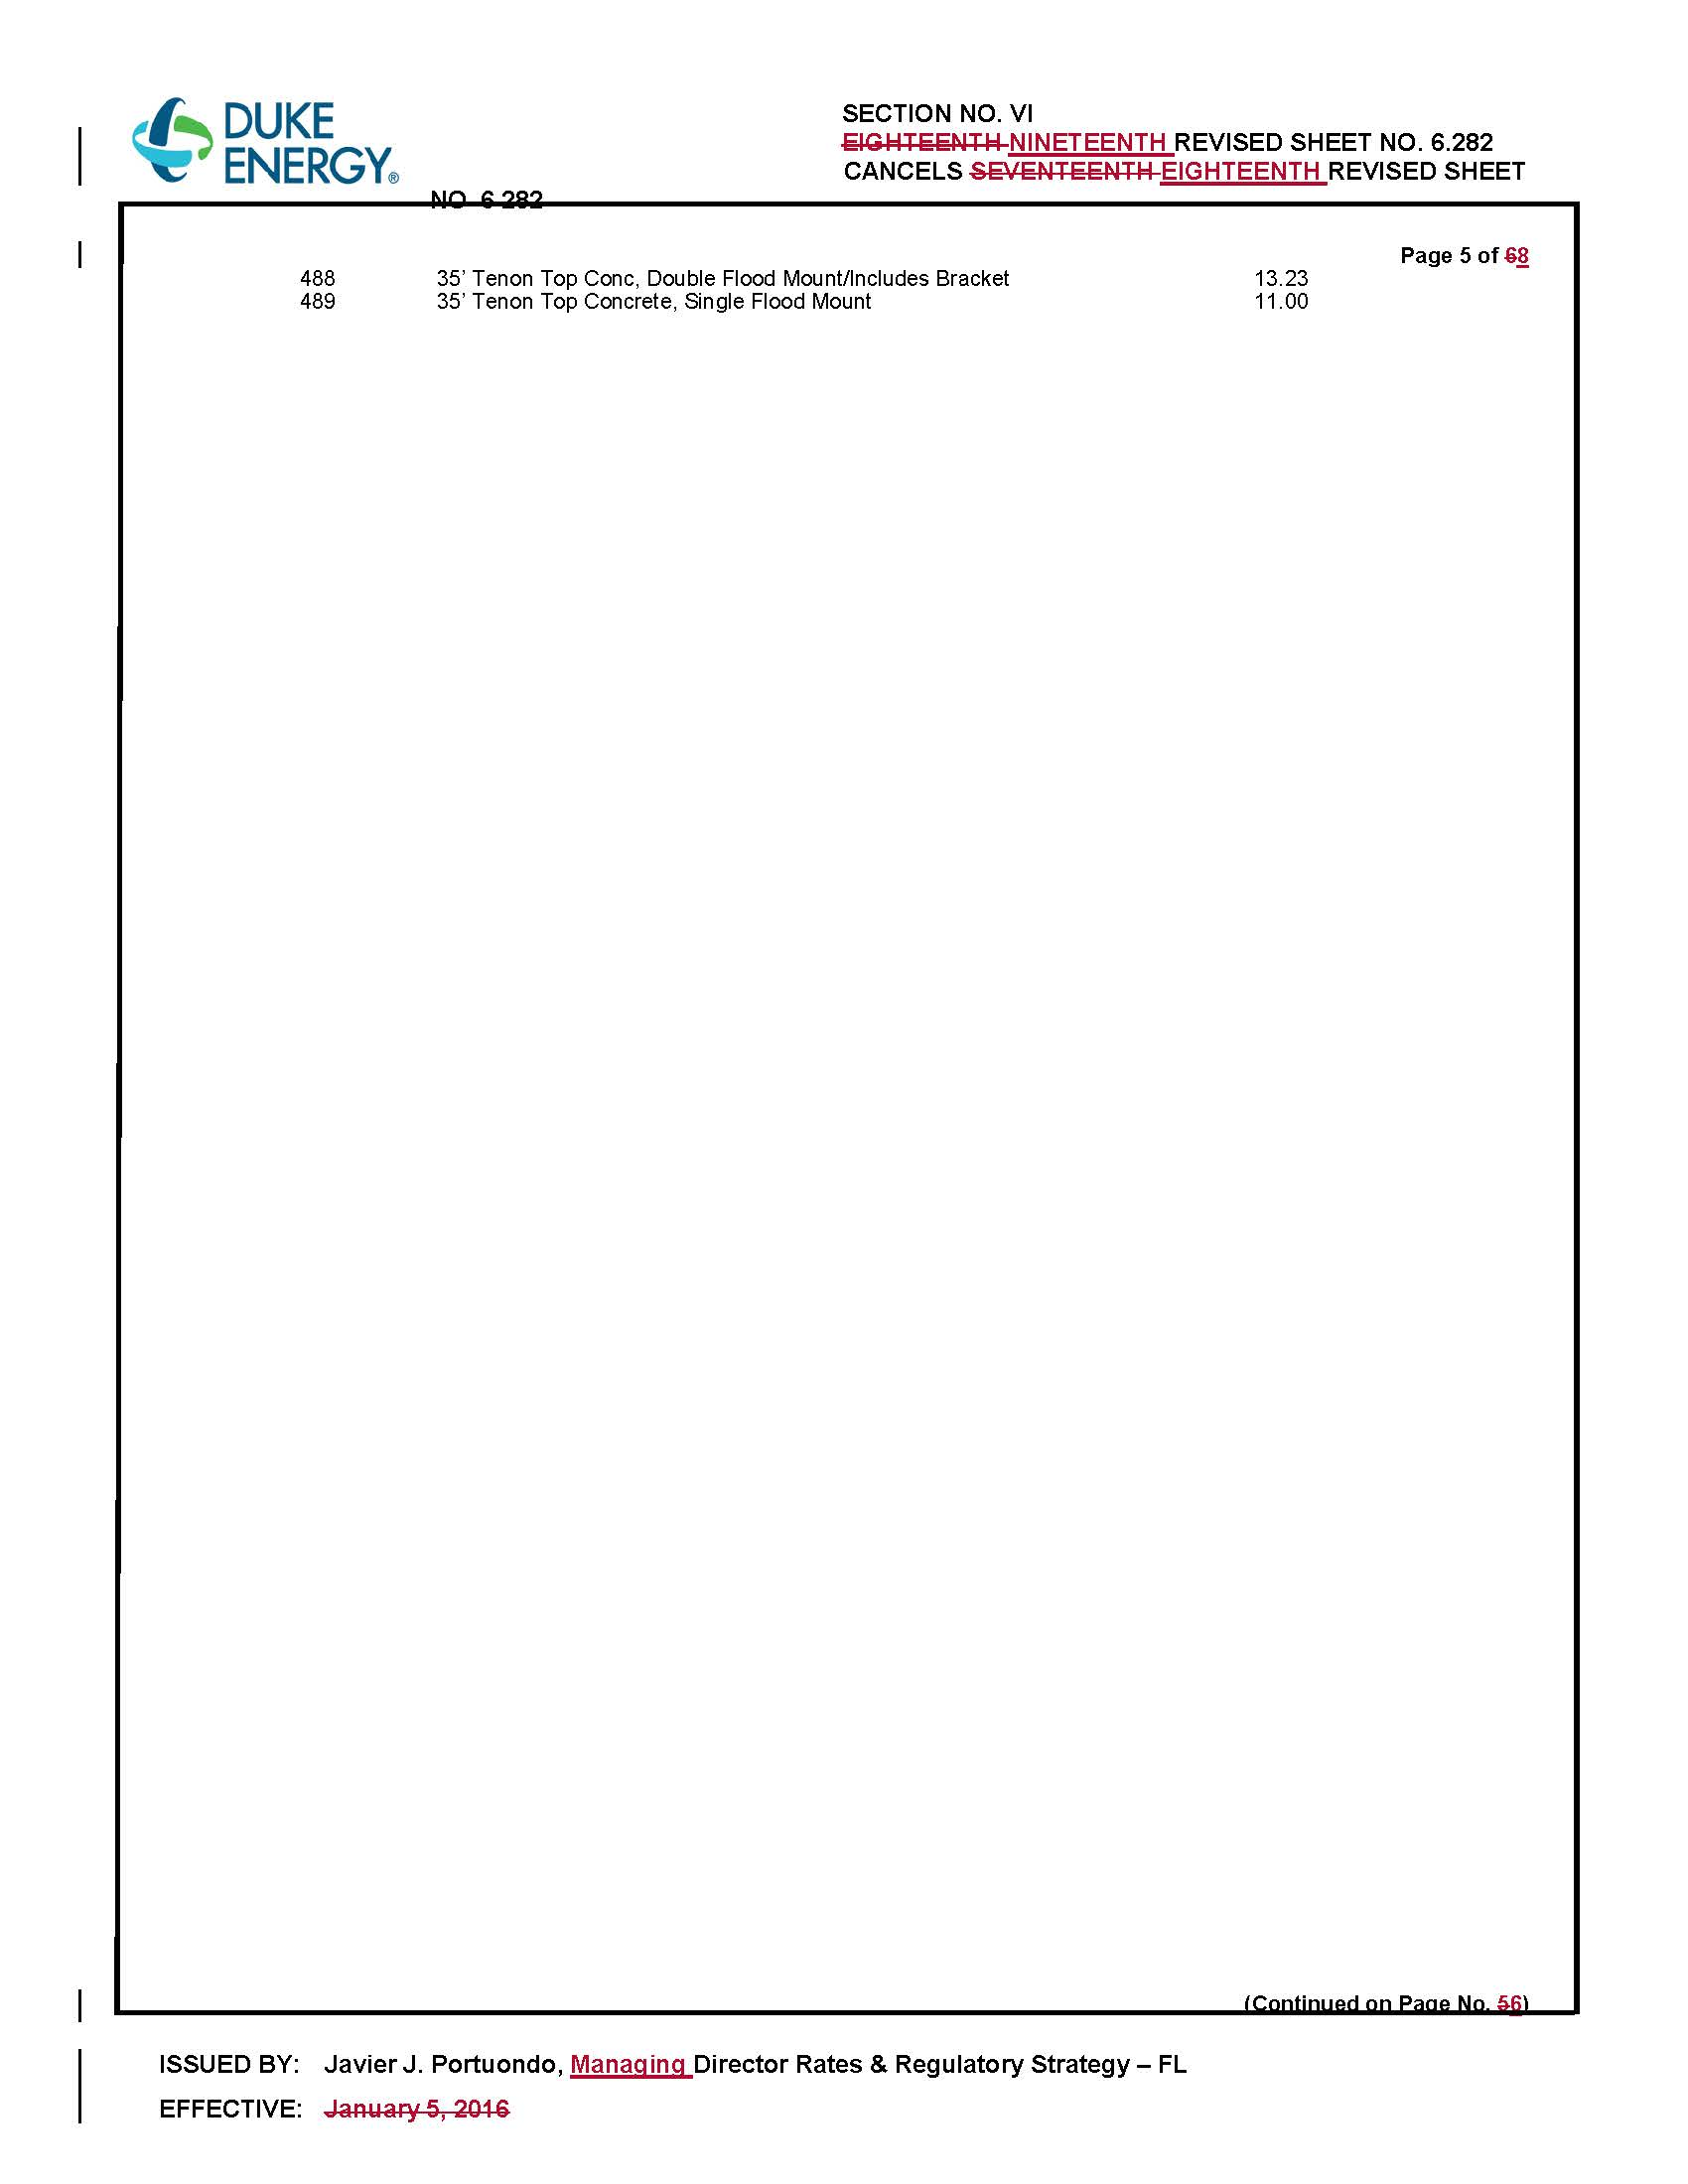 DUKE
ENERGY®
SECTION NO. VI
EIGHTEENTH NINETEENTH REVISED SHEET NO. 6.282
CANCELS SEVENTEENTH EIGHTEENTH REVISED SHEET
NO. 6.282
Page 5 of 68
488 35’ Tenon Top Conc, Double Flood Mount/Includes Bracket 13.23
489 35’ Tenon Top Concrete, Single Flood Mount 11.00
(Continued on Page No. 56)
ISSUED BY: Javier J. Portuondo, Managing Director Rates & Regulatory Strategy – FL
EFFECTIVE: January 5, 2016